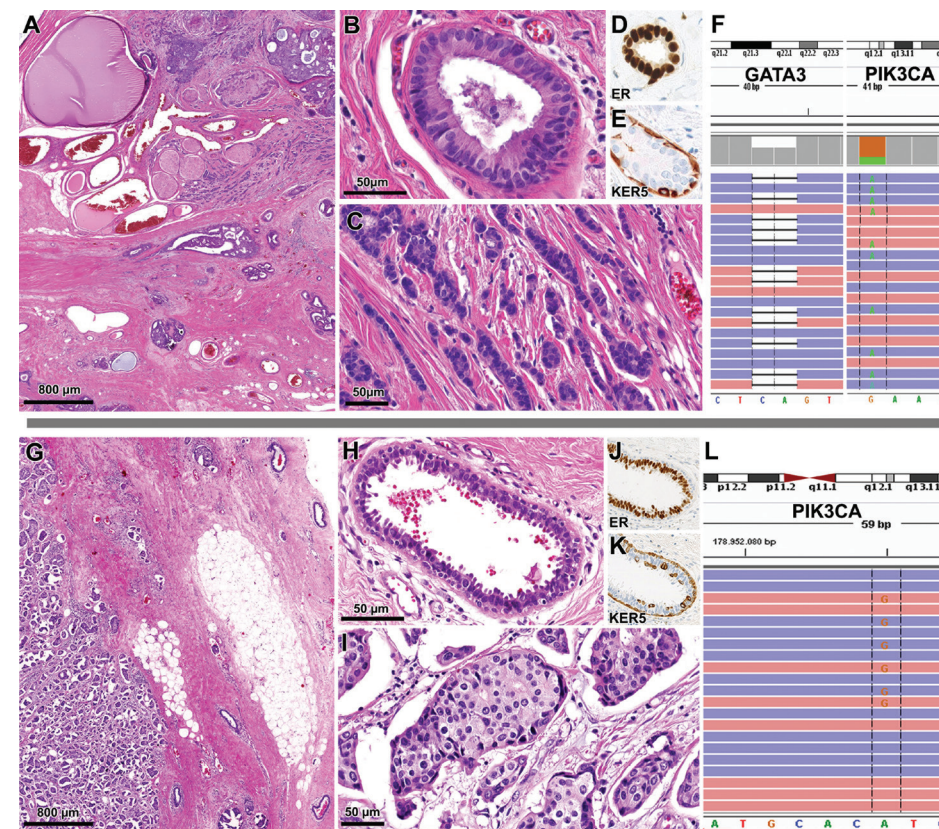 A
800 µm
B
50µm
C
50µm
D
ER
E
KER5
F
q21.2 q21.3 q22.1 q22.2 q22.3
q12.1 q13.11
GATA3
PIK3CA
40 bp
41 bp
A
A
A
A
A
A
A
A
A
A
C T C A G T
G A A
G
800 µm
H
50 µm
I
50 µm
J
ER
K
KER5
L
p12.2 p11.2 q11.1 q12.1 q13.11
PIK3CA
59 bp
178.952.080 bp
G
G
G
G
G
G
A T G C A C A T